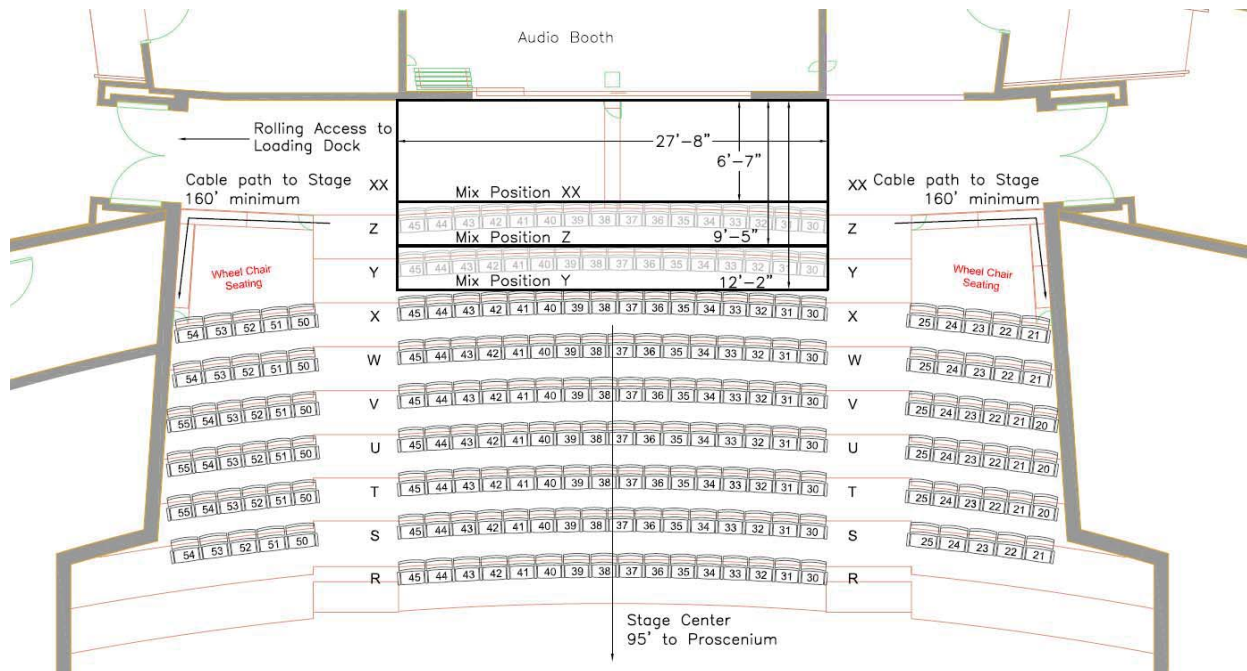 Audio Booth
Rolling Access to
Loading Dock
27'-8"
6'-7"
Cable path to Stage
160' minimum
XX
Mix Position XX
XX
Cable path to Stage
160' minimum
Z
45 44 43 42 41 40 39 38 37 36 35 34 33 32 31 30
Z
Mix Position Z
9'-5"
Wheel Chair
Seating
Y
45 44 43 42 41 40 39 38 37 36 35 34 33 32 31 30
Y
Wheel Chair
Seating
Mix Position Y
12'-2"
54 53 52 51 50 X 45 44 43 42 41 40 39 38 37 36 35 34 33 32 31 30 X 25 24 23 22 21
54 53 52 51 50 W 45 44 43 42 41 40 39 38 37 36 35 34 33 32 31 30 W 25 24 23 22 21
55 54 53 52 51 50 V 45 44 43 42 41 40 39 38 37 36 35 34 33 32 31 30 V 25 24 23 22 21 20
55 54 53 52 51 50 U 45 44 43 42 41 40 39 38 37 36 35 34 33 32 31 30 U 25 24 23 22 21 20
55 54 53 52 51 50 T 45 44 43 42 41 40 39 38 37 36 35 34 33 32 31 30 T 25 24 23 22 21 20
54 53 52 51 50 S 45 44 43 42 41 40 39 38 37 36 35 34 33 32 31 30 S 25 24 23 22 21
R 45 44 43 42 41 40 39 38 37 36 35 34 33 32 31 30 R
Stage Center
95' to Proscenium